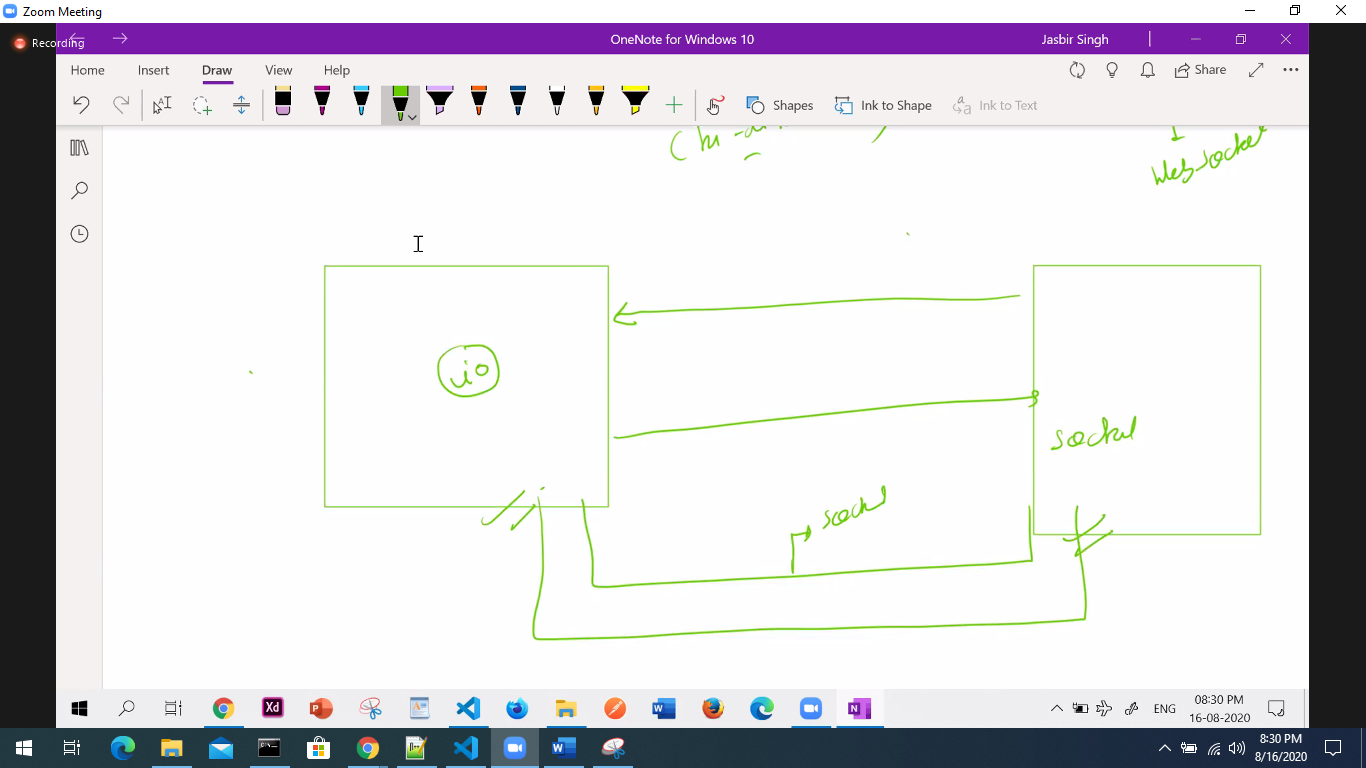 Zoom Meeting
Recording
OneNote for Windows 10
Jasbir Singh
Home Insert Draw View Help
Share
Shapes
Ink to Shape
Ink to Text
WebSocket
io
socket
socket
Xd
ENG
08:30 PM
16-08-2020
8:30 PM
8/16/2020